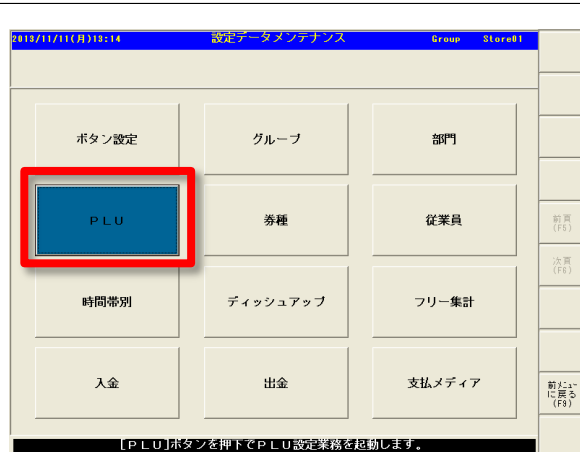 2013/11/11(月)13:14 設定データメンテナンス Group Store01
ボタン設定 グループ 部門
ＰＬＵ 券種 従業員
時間帯別 ディッシュアップ フリー集計
入金 出金 支払メディア
前頁
(F5)
次頁
(F6)
前ﾒﾆｭｰ
に戻る
(F9)
[ＰＬＵ]ボタンを押下でＰＬＵ設定業務を起動します。